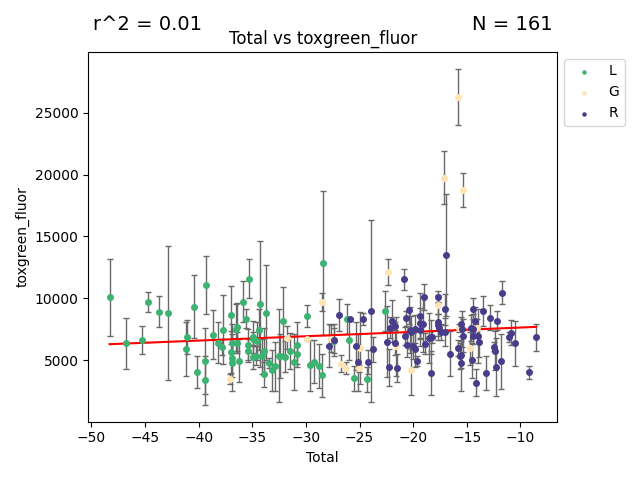 r^2 = 0.01 N = 161
Total vs toxgreen_fluor
L
G
R
25000
20000
15000
10000
5000
toxgreen_fluor
−50 −45 −40 −35 −30 −25 −20 −15 −10
Total